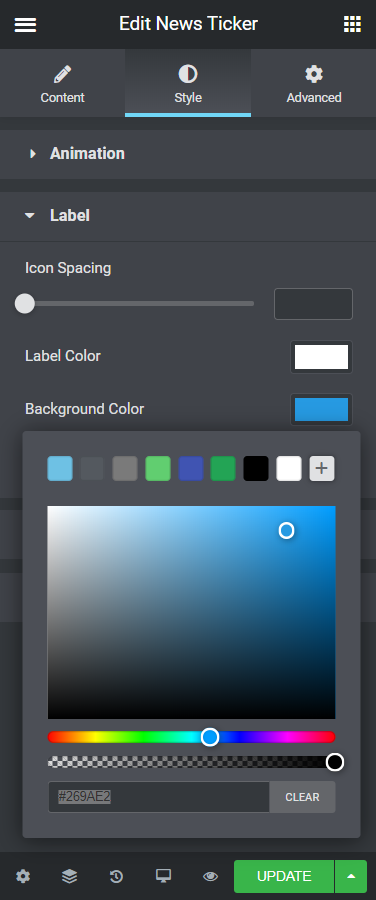 Edit News Ticker
Content
Style
Advanced
Animation
Label
Icon Spacing
Label Color
Background Color
+
#269AE2
CLEAR
UPDATE